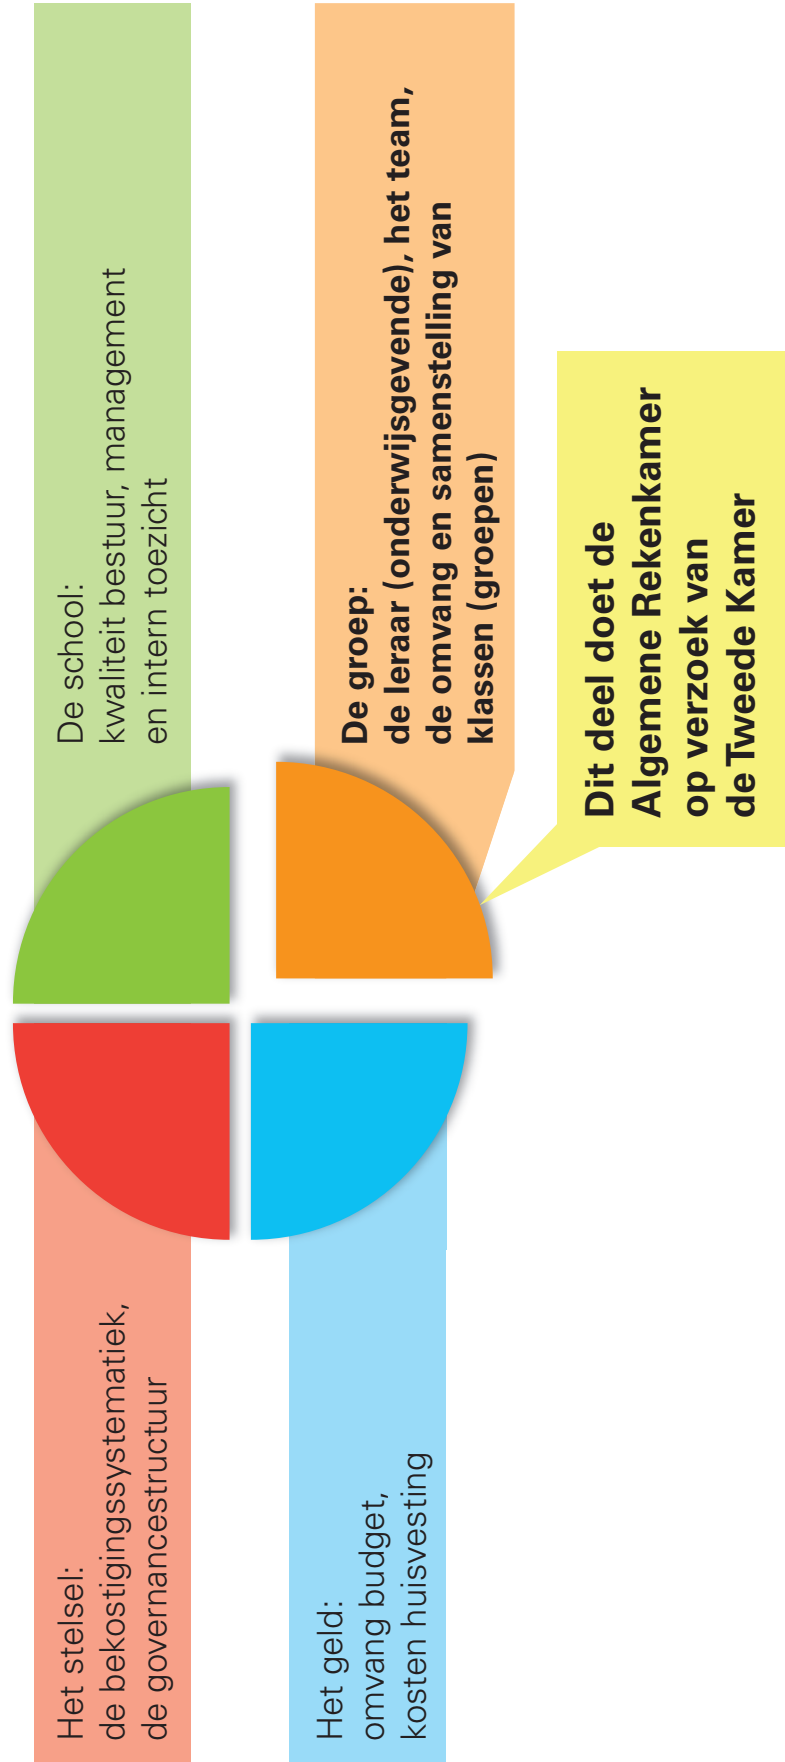 Het stelsel:
de bekostigingssystematiek,
de governancestructuur
De school:
kwaliteit bestuur, management
en intern toezicht
Het geld:
omvang budget,
kosten huisvesting
De groep:
de leraar (onderwijsgevende), het team,
de omvang en samenstelling van
klassen (groepen)
Dit deel doet de
Algemene Rekenkamer
op verzoek van
de Tweede Kamer